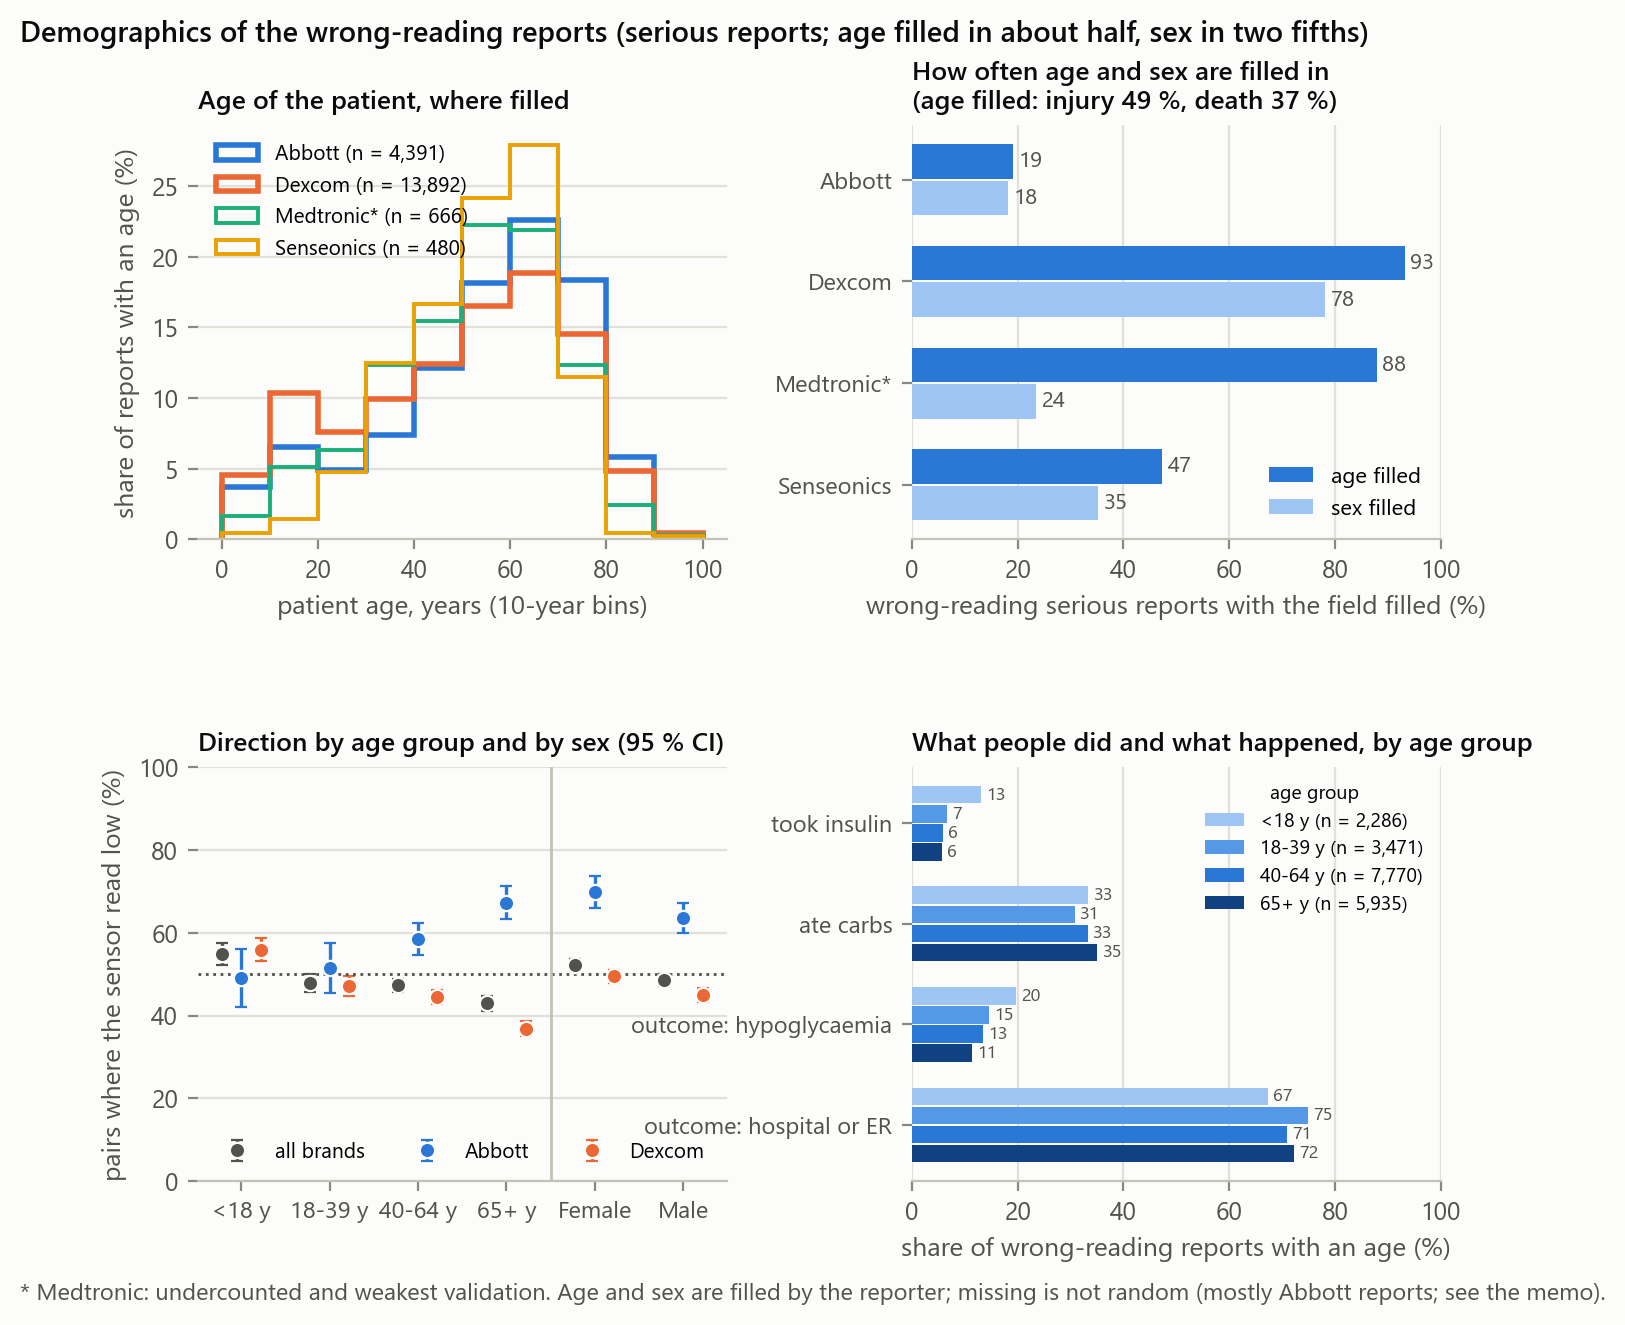 Demographics of the wrong-reading reports (serious reports; age filled in about half, sex in two fifths)
Age of the patient, where filled
share of reports with an age (%)
25
20
15
10
5
0
Abbott (n = 4,391)
Dexcom (n = 13,892)
Medtronic* (n = 666)
Senseonics (n = 480)
0 20 40 60 80 100
patient age, years (10-year bins)
How often age and sex are filled in
(age filled: injury 49 %, death 37 %)
Abbott
19
18
Dexcom
93
78
Medtronic*
88
24
Senseonics
47
35
age filled
sex filled
0 20 40 60 80 100
wrong-reading serious reports with the field filled (%)
Direction by age group and by sex (95 % CI)
pairs where the sensor read low (%)
100
80
60
40
20
0
all brands Abbott Dexcom
<18 y 18-39 y 40-64 y 65+ y Female Male
What people did and what happened, by age group
age group
<18 y (n = 2,286)
18-39 y (n = 3,471)
40-64 y (n = 7,770)
65+ y (n = 5,935)
took insulin
13
7
6
6
ate carbs
33
31
33
35
outcome: hypoglycaemia
20
15
13
11
outcome: hospital or ER
67
75
71
72
0 20 40 60 80 100
share of wrong-reading reports with an age (%)
* Medtronic: undercounted and weakest validation. Age and sex are filled by the reporter; missing is not random (mostly Abbott reports; see the memo).